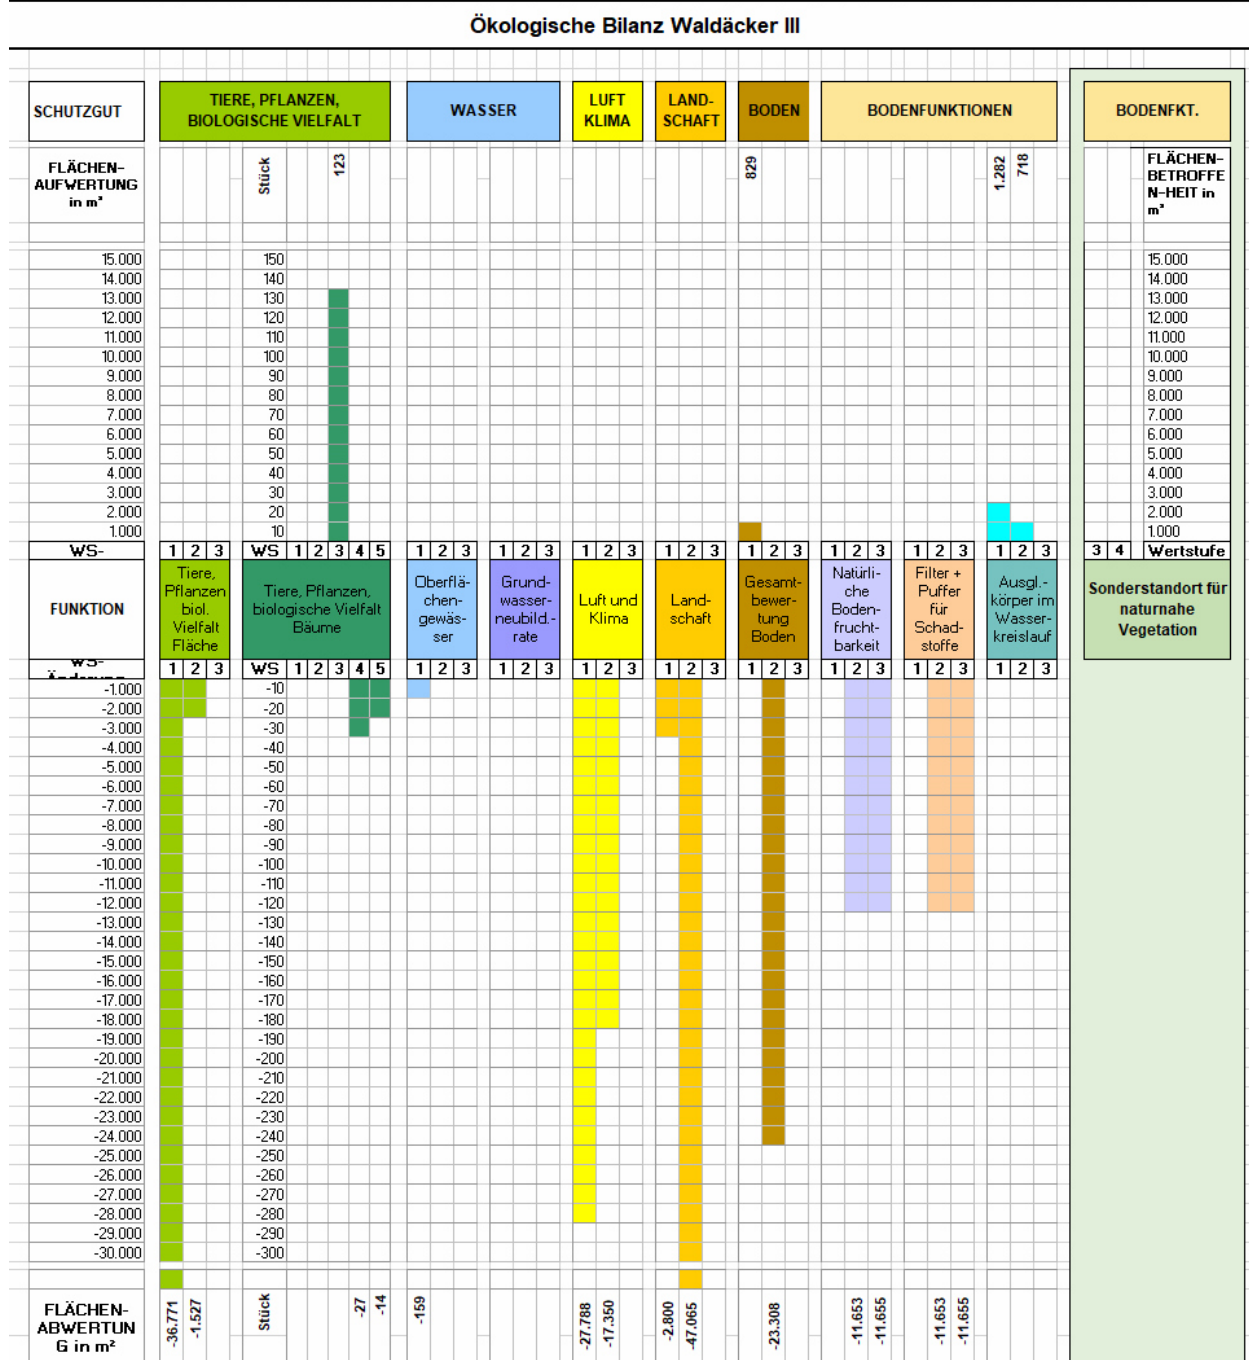 Ökologische Bilanz Waldäcker III
SCHUTZGUT
TIERE, PFLANZEN,
BIOLOGISCHE VIELFALT
WASSER
LUFT
KLIMA
LAND-
SCHAFT
BODEN
BODENFUNKTIONEN
BODENFKT.
FLÄCHEN-
AUFWERTUNG
in m²
Stück
123
829
1.282
718
FLÄCHEN-
BETROFFE
N-HEIT in
m²
15.000 150 15.000
14.000 140 14.000
13.000 130 13.000
12.000 120 12.000
11.000 110 11.000
10.000 100 10.000
9.000 90 9.000
8.000 80 8.000
7.000 70 7.000
6.000 60 6.000
5.000 50 5.000
4.000 40 4.000
3.000 30 3.000
2.000 20 2.000
1.000 10 1.000
WS- 1 2 3 WS 1 2 3 4 5 1 2 3 1 2 3 1 2 3 1 2 3 1 2 3 1 2 3 1 2 3 1 2 3 3 4 Wertstufe
FUNKTION
Tiere,
Pflanzen
biol.
Vielfalt
Fläche
Tiere, Pflanzen,
biologische Vielfalt
Bäume
Oberflä-
chen-
gewäs-
ser
Grund-
wasser-
neubild.-
rate
Luft und
Klima
Land-
schaft
Gesamt-
bewer-
tung
Boden
Natürli-
che
Boden-
frucht-
barkeit
Filter +
Puffer
für
Schad-
stoffe
Ausgl.-
körper im
Wasser-
kreislauf
Sonderstandort für
naturnahe
Vegetation
WS- 1 2 3 WS 1 2 3 4 5 1 2 3 1 2 3 1 2 3 1 2 3 1 2 3 1 2 3 1 2 3 1 2 3
-1.000 -10
-2.000 -20
-3.000 -30
-4.000 -40
-5.000 -50
-6.000 -60
-7.000 -70
-8.000 -80
-9.000 -90
-10.000 -100
-11.000 -110
-12.000 -120
-13.000 -130
-14.000 -140
-15.000 -150
-16.000 -160
-17.000 -170
-18.000 -180
-19.000 -190
-20.000 -200
-21.000 -210
-22.000 -220
-23.000 -230
-24.000 -240
-25.000 -250
-26.000 -260
-27.000 -270
-28.000 -280
-29.000 -290
-30.000 -300
FLÄCHEN-
ABWERTUN
G in m²
-36.771
-1.527
Stück
-27
-14
-159
-27.788
-17.350
-2.800
-47.065
-23.308
-11.653
-11.655
-11.653
-11.655